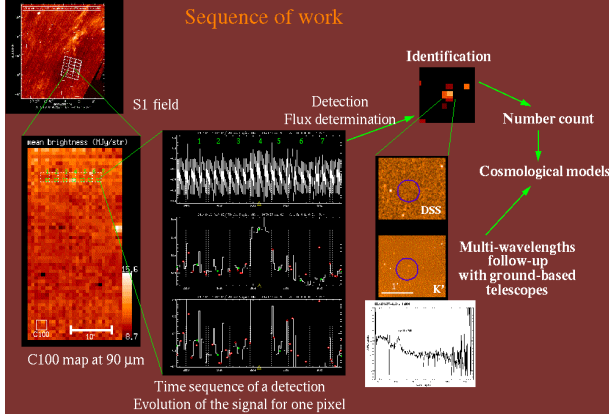 Sequence of work
Identification
S1 field
Detection
Flux determination
Number count
mean brightness (MJy/str)
1 2 3 4 5 6 7
Cosmological models
DSS
Multi-wavelengths
follow-up
with ground-based
telescopes
15.6
8.7
C100
10'
1'
K'
C100 map at 90 µm
Time sequence of a detection
Evolution of the signal for one pixel